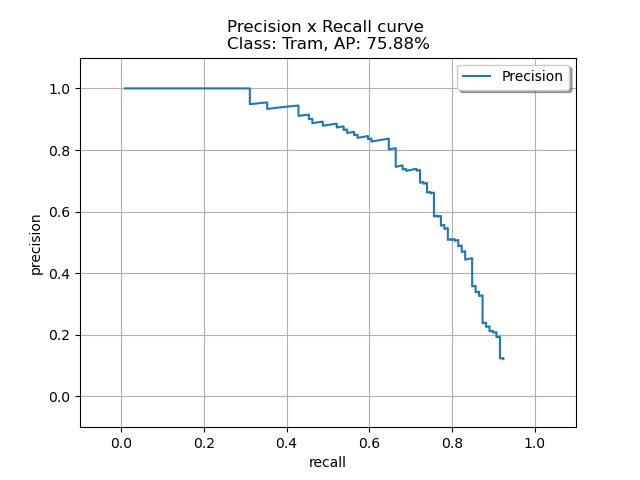 Precision x Recall curve
Class: Tram, AP: 75.88%
Precision
1.0
0.8
0.6
0.4
0.2
0.0
precision
0.0 0.2 0.4 0.6 0.8 1.0
recall